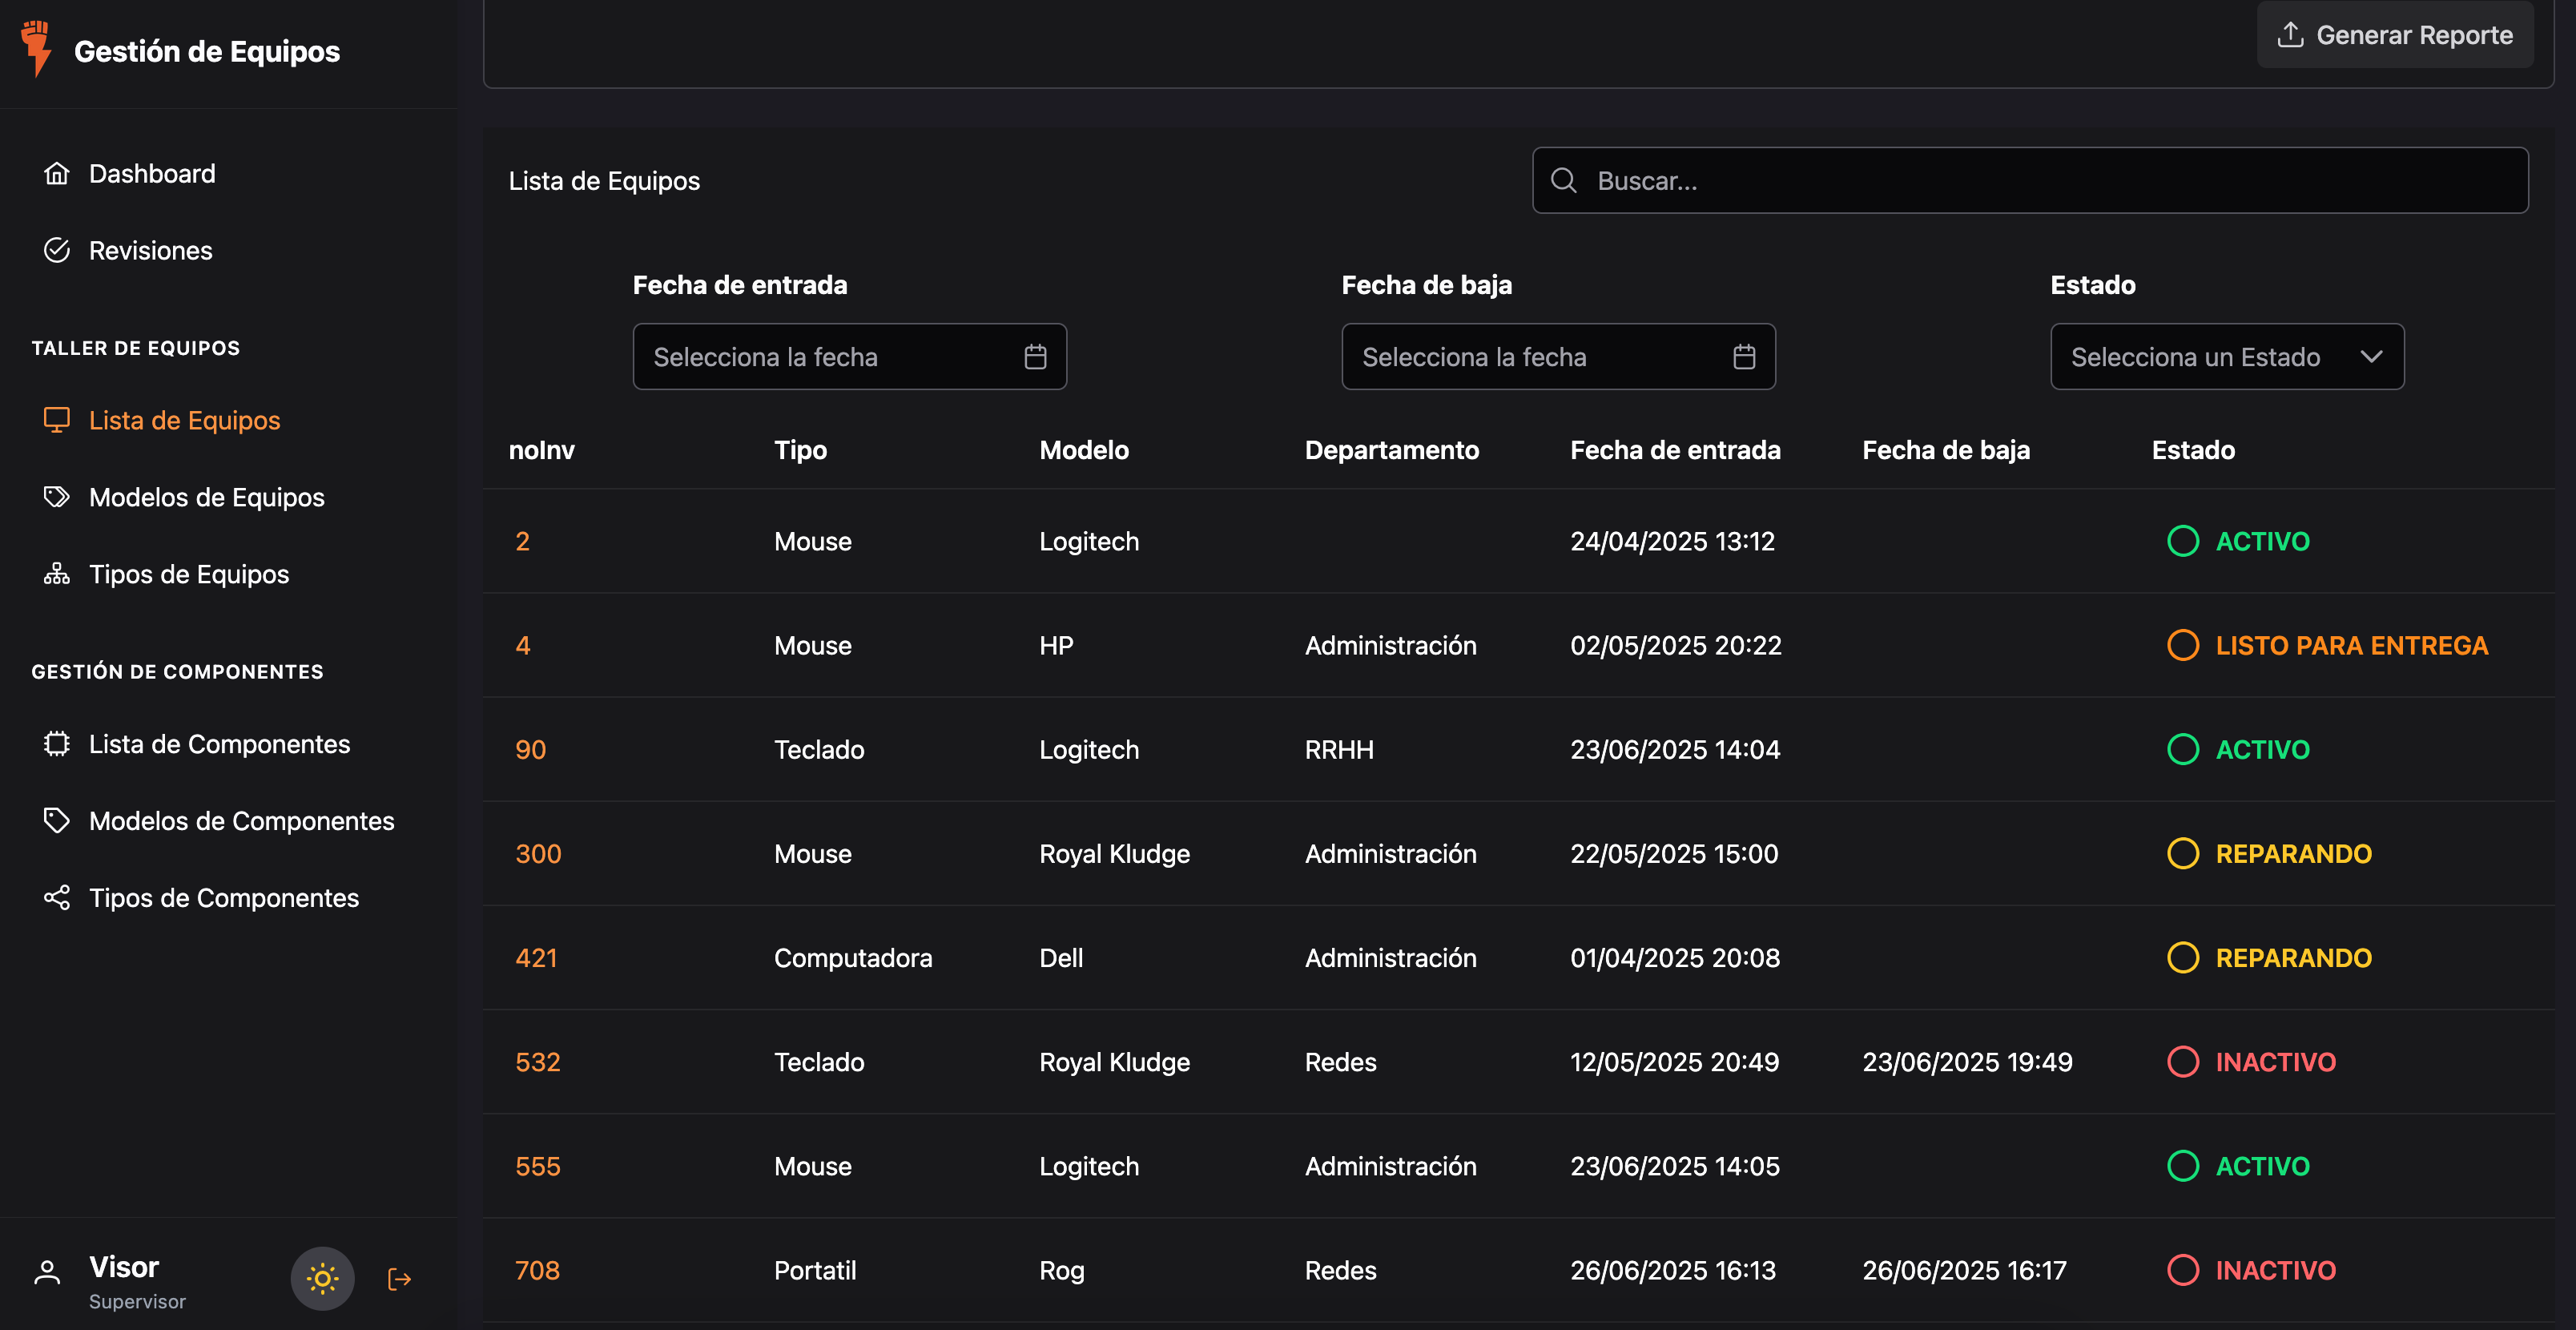 Gestión de Equipos
Dashboard
Revisiones
TALLER DE EQUIPOS
Lista de Equipos
Modelos de Equipos
Tipos de Equipos
GESTIÓN DE COMPONENTES
Lista de Componentes
Modelos de Componentes
Tipos de Componentes
Visor
Supervisor
Generar Reporte
Lista de Equipos
Buscar...
Fecha de entrada Fecha de baja Estado
Selecciona la fecha Selecciona la fecha Selecciona un Estado
noInv Tipo Modelo Departamento Fecha de entrada Fecha de baja Estado
2 Mouse Logitech 24/04/2025 13:12 ACTIVO
4 Mouse HP Administración 02/05/2025 20:22 LISTO PARA ENTREGA
90 Teclado Logitech RRHH 23/06/2025 14:04 ACTIVO
300 Mouse Royal Kludge Administración 22/05/2025 15:00 REPARANDO
421 Computadora Dell Administración 01/04/2025 20:08 REPARANDO
532 Teclado Royal Kludge Redes 12/05/2025 20:49 23/06/2025 19:49 INACTIVO
555 Mouse Logitech Administración 23/06/2025 14:05 ACTIVO
708 Portatil Rog Redes 26/06/2025 16:13 26/06/2025 16:17 INACTIVO